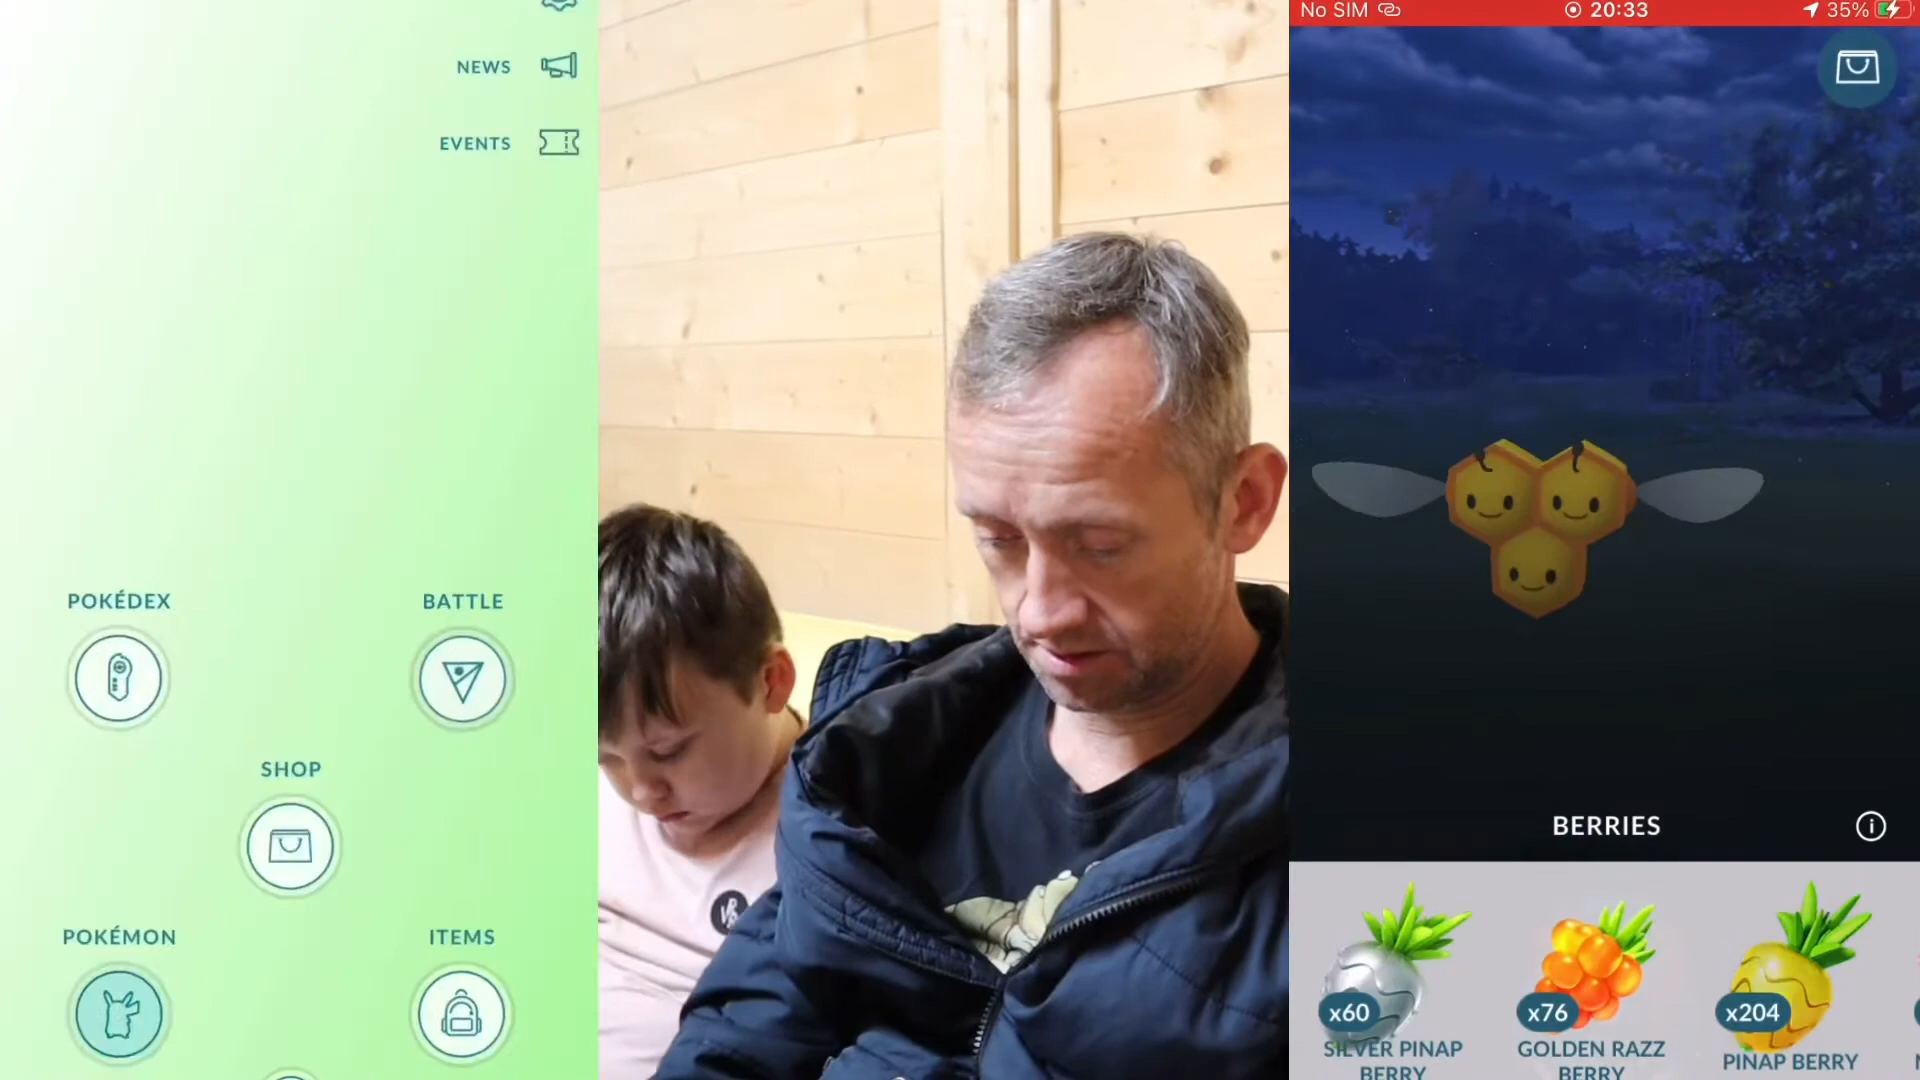 NEWS
EVENTS
POKÉDEX
BATTLE
SHOP
POKÉMON
ITEMS
No SIM
20:33
35%
BERRIES
x60
x76
x204
SILVER PINAP
BERRY
GOLDEN RAZZ
BERRY
PINAP BERRY